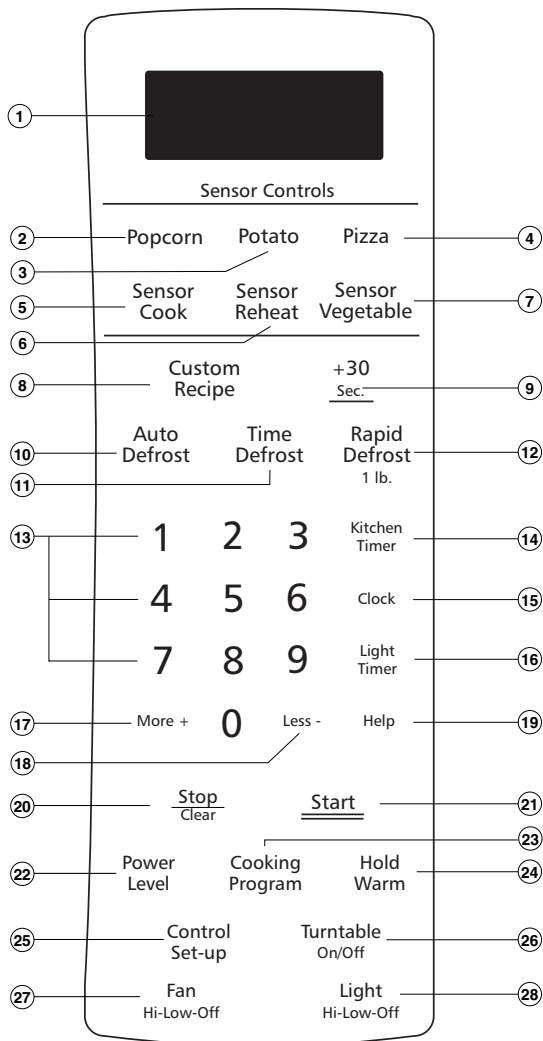 1
Sensor Controls
2 Popcorn Potato Pizza 4
3
5 Sensor Cook Sensor Reheat Sensor Vegetable 7
6
8 Custom Recipe +30 Sec. 9
10 Auto Defrost Time Defrost Rapid Defrost 1 lb. 12
11
13 1 2 3 Kitchen Timer 14
4 5 6 Clock 15
7 8 9 Light Timer 16
17 More + 0 Less - Help 19
18
20 Stop Clear Start 21
23
22 Power Level Cooking Program Hold Warm 24
25 Control Set-up Turntable On/Off 26
27 Fan Hi-Low-Off Light Hi-Low-Off 28